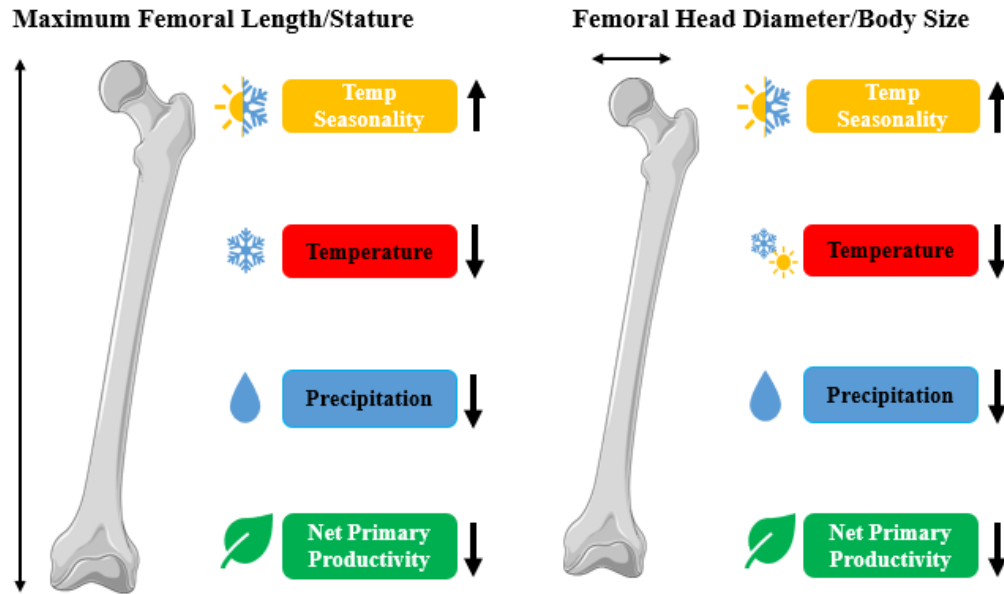 Maximum Femoral Length/Stature
Temp
Seasonality
Temperature
Precipitation
Net Primary
Productivity
Femoral Head Diameter/Body Size
Temp
Seasonality
Temperature
Precipitation
Net Primary
Productivity